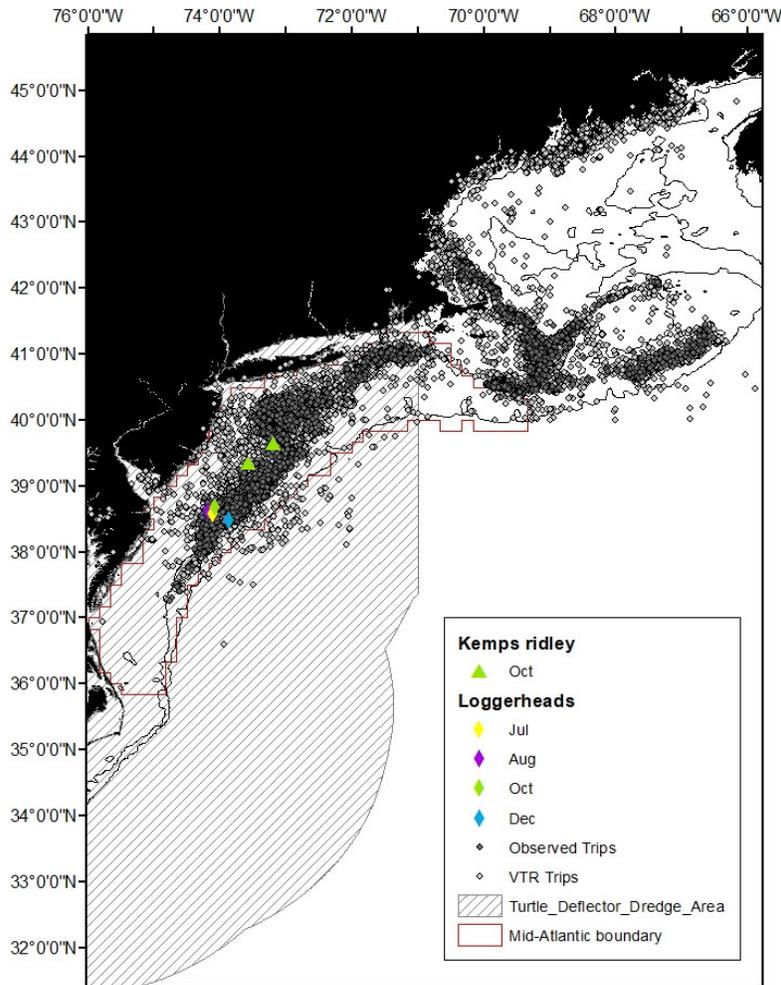 76°0'0"W 74°0'0"W 72°0'0"W 70°0'0"W 68°0'0"W 66°0'0"W
45°0'0"N
44°0'0"N
43°0'0"N
42°0'0"N
41°0'0"N
40°0'0"N
39°0'0"N
38°0'0"N
37°0'0"N
36°0'0"N
35°0'0"N
34°0'0"N
33°0'0"N
32°0'0"N
Kemps ridley
Oct
Loggerheads
Jul
Aug
Oct
Dec
Observed Trips
VTR Trips
Turtle_Deflector_Dredge_Area
Mid-Atlantic boundary